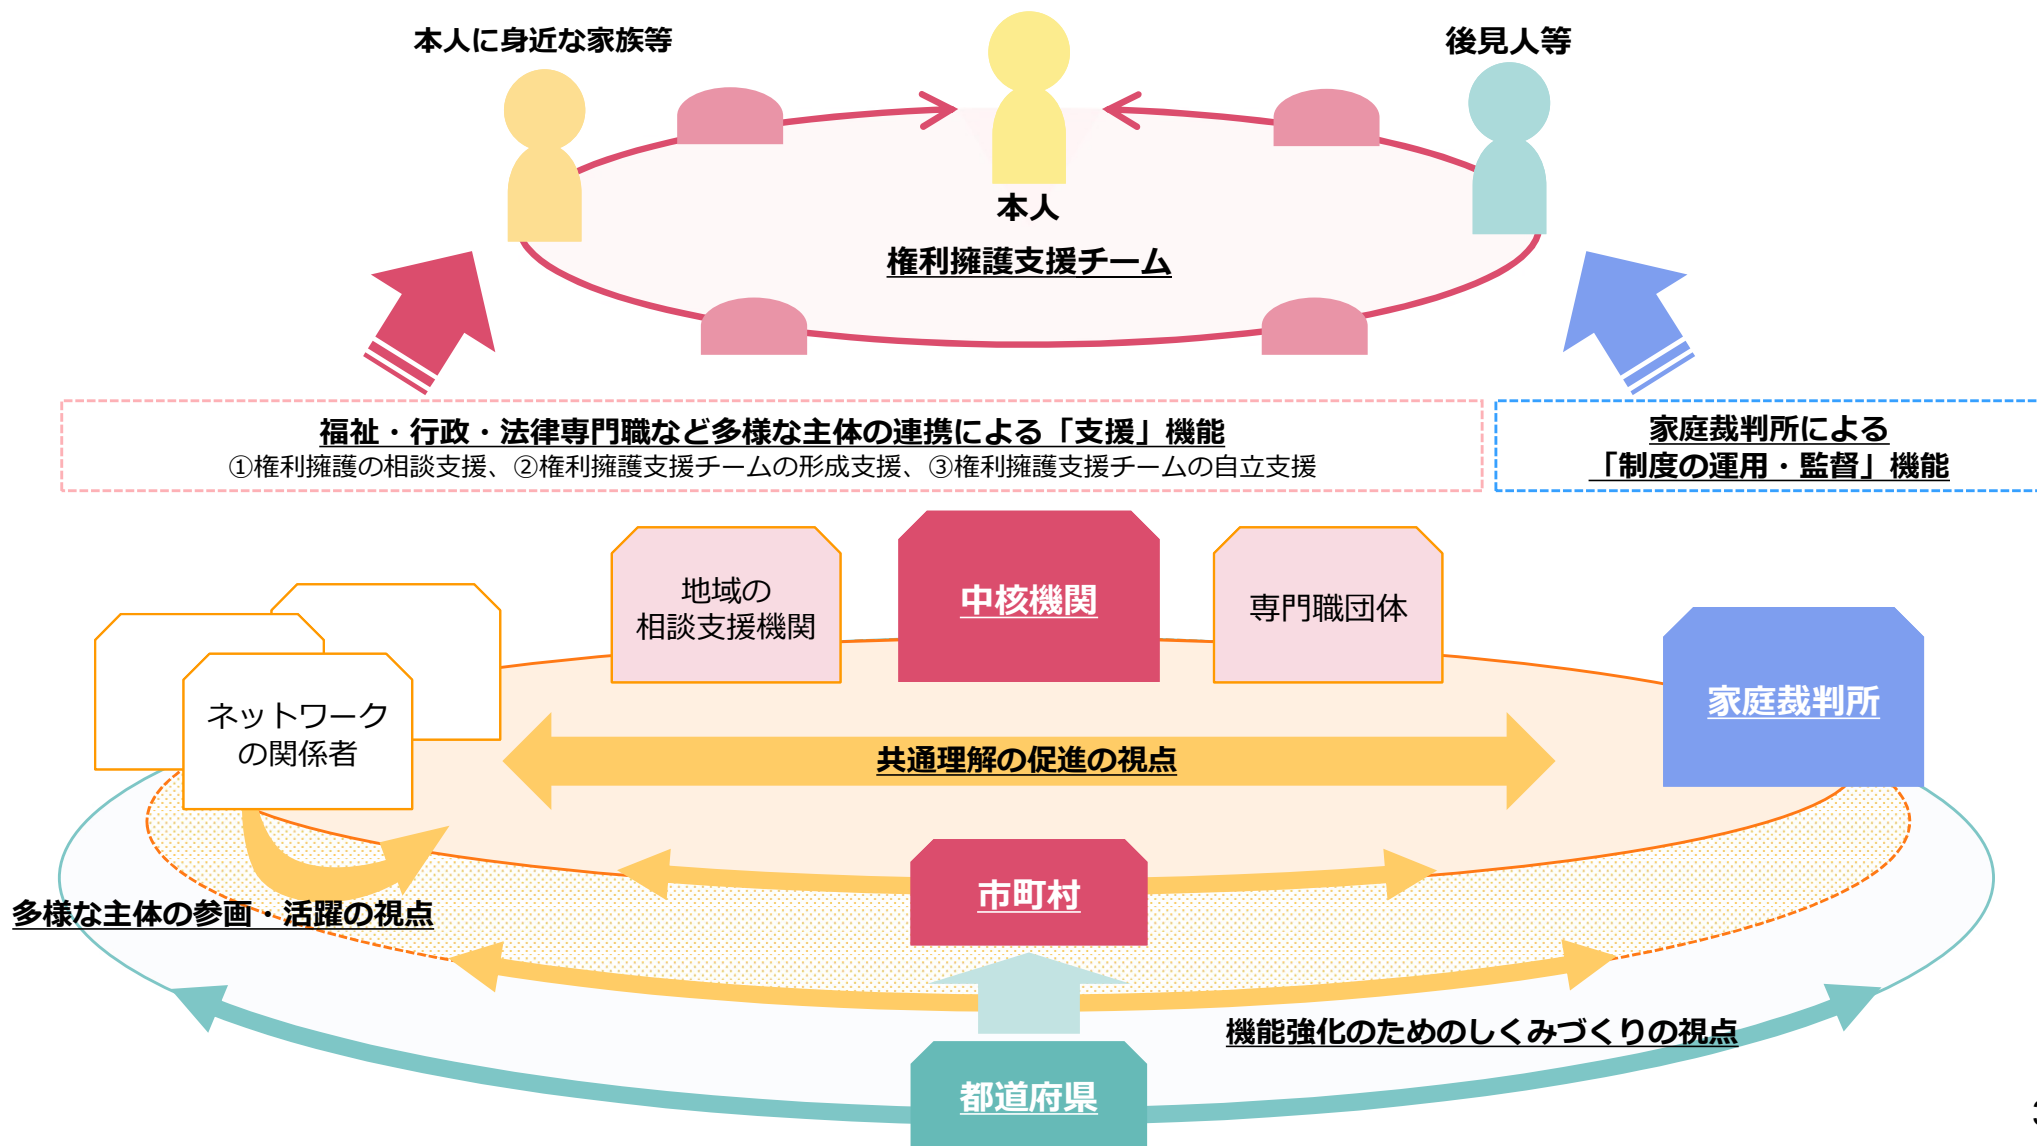 本人に身近な家族等
後見人等
本人
権利擁護支援チーム
福祉・行政・法律専門職など多様な主体の連携による「支援」機能
①権利擁護の相談支援、②権利擁護支援チームの形成支援、③権利擁護支援チームの自立支援
家庭裁判所による
「制度の運用・監督」機能
地域の
相談支援機関
中核機関
専門職団体
ネットワーク
の関係者
家庭裁判所
共通理解の促進の視点
市町村
多様な主体の参画・活躍の視点
機能強化のためのしくみづくりの視点
都道府県